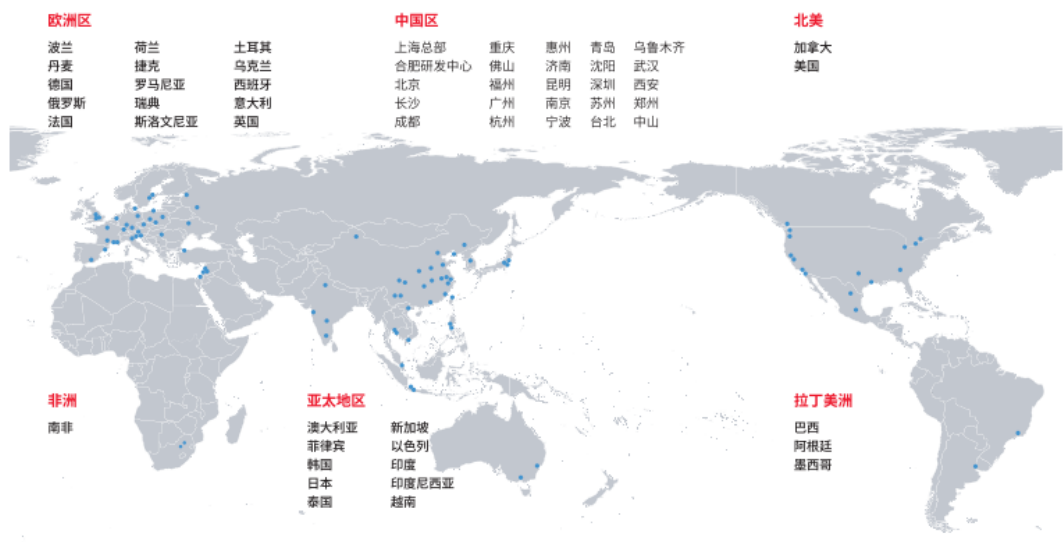 欧洲区
波兰 荷兰 土耳其
丹麦 捷克 乌克兰
德国 罗马尼亚 西班牙
俄罗斯 瑞典 意大利
法国 斯洛文尼亚 英国
中国区
上海总部 重庆 惠州 青岛 乌鲁木齐
合肥研发中心 佛山 济南 沈阳 武汉
北京 福州 昆明 深圳 西安
长沙 广州 南京 苏州 郑州
成都 杭州 宁波 台北 中山
北美
加拿大
美国
非洲
南非
亚太地区
澳大利亚 新加坡
菲律宾 以色列
韩国 印度
日本 印度尼西亚
泰国 越南
拉丁美洲
巴西
阿根廷
墨西哥